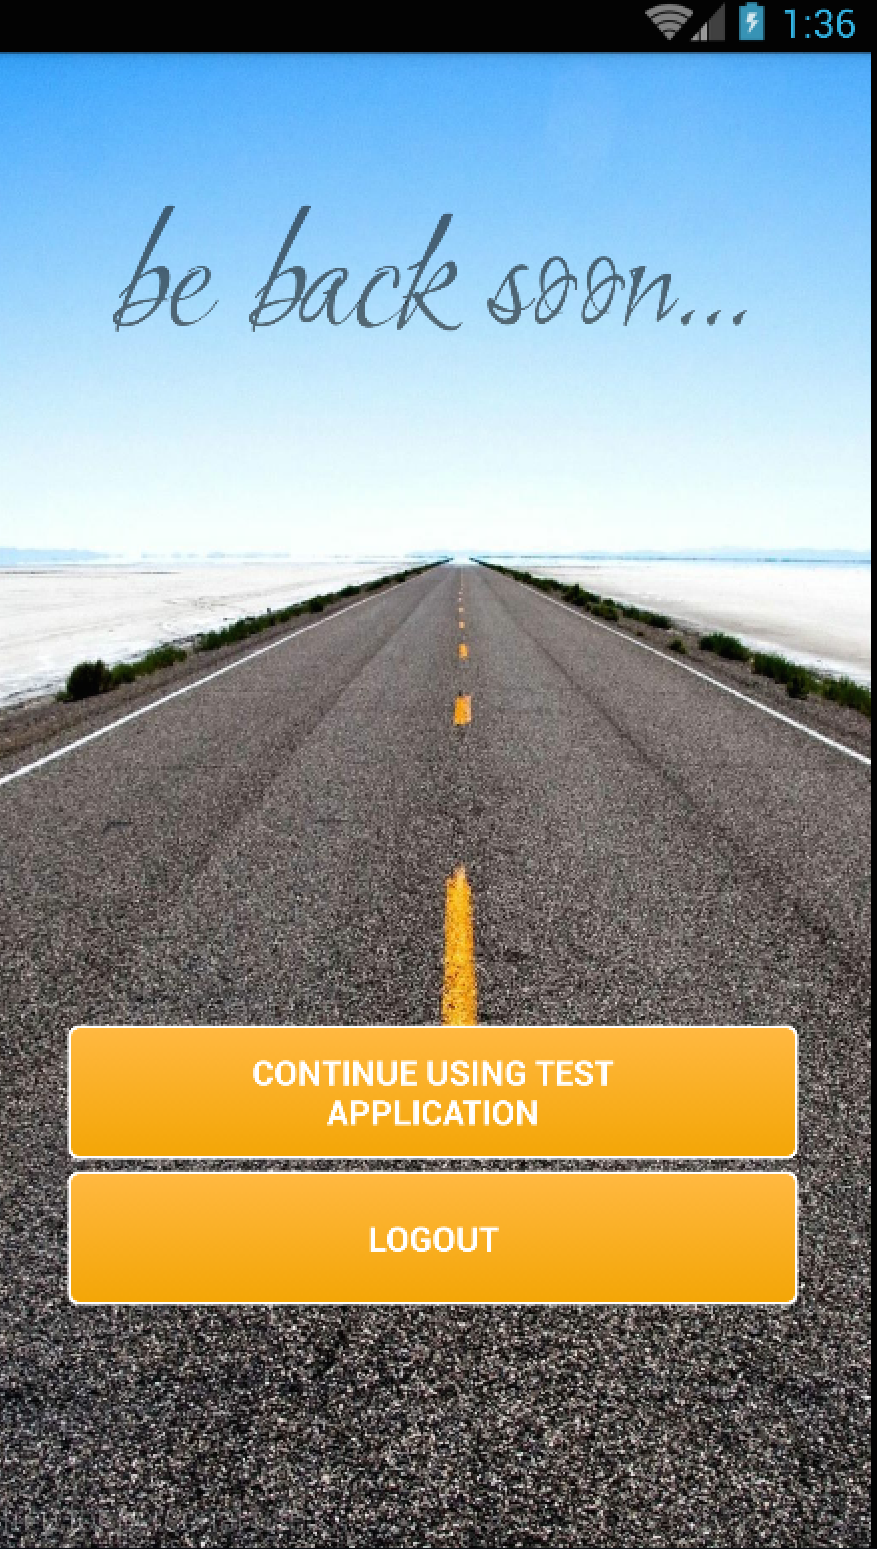 1:36
be back soon...
CONTINUE USING TEST
APPLICATION
LOGOUT